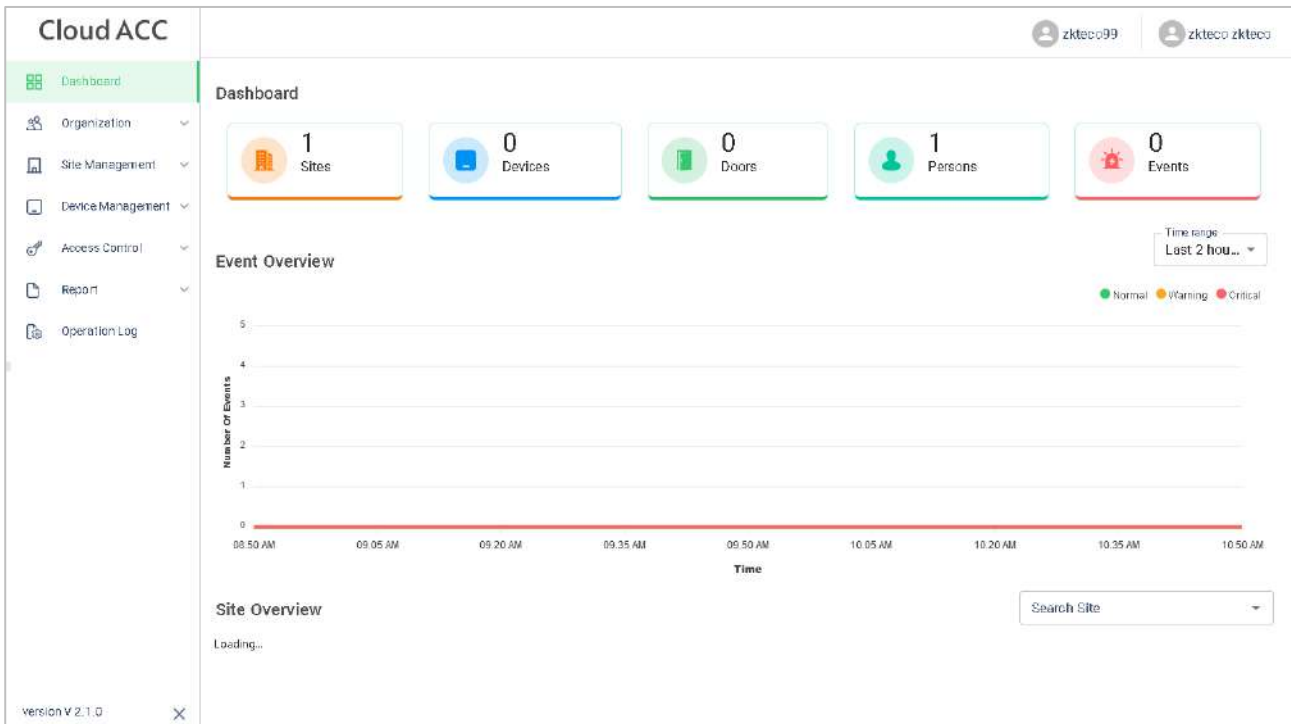 Cloud ACC
zkteco99
zkteco zkteco
Dashboard
Organization
Site Management
Device Management
Access Control
Report
Operation Log
version V 2.1.0
Dashboard
1
Sites
0
Devices
0
Doors
1
Persons
0
Events
Event Overview
Time range
Last 2 hou...
Normal Warning Critical
Number Of Events
5
4
3
2
1
0
08.50 AM 09.05 AM 09.20 AM 09.35 AM 09.50 AM 10.05 AM 10.20 AM 10.35 AM 10.50 AM
Time
Site Overview
Search Site
Loading...